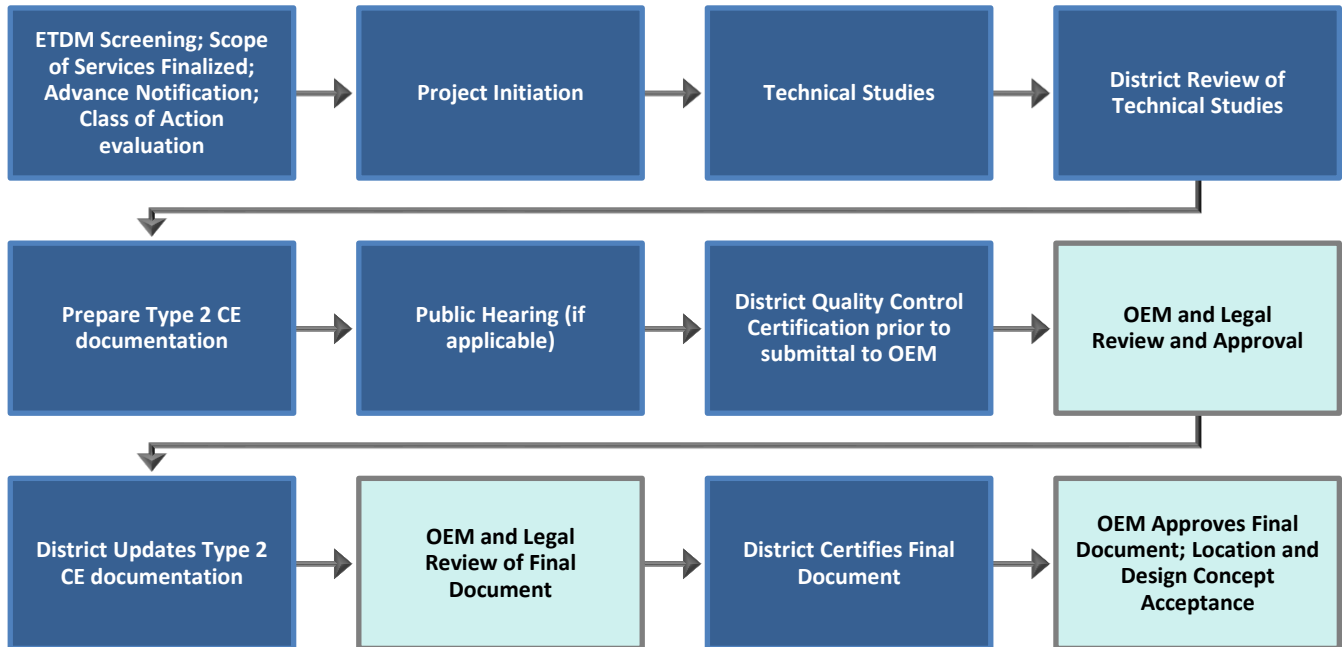 ETDM Screening; Scope
of Services Finalized;
Advance Notification;
Class of Action
evaluation
Project Initiation
Technical Studies
District Review of
Technical Studies
Prepare Type 2 CE
documentation
Public Hearing (if
applicable)
District Quality Control
Certification prior to
submittal to OEM
OEM and Legal
Review and Approval
District Updates Type 2
CE documentation
OEM and Legal
Review of Final
Document
District Certifies Final
Document
OEM Approves Final
Document; Location and
Design Concept
Acceptance